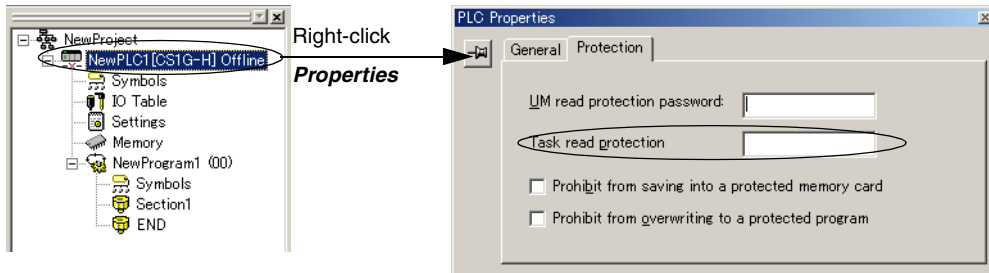 NewProject
NewPLC1[CS1G-H] Offline
Symbols
IO Table
Settings
Memory
NewProgram1 (00)
Symbols
Section1
END
Right-click
Properties
PLC Properties
General
Protection
UM read protection password:
Task read protection
Prohibit from saving into a protected memory card
Prohibit from overwriting to a protected program